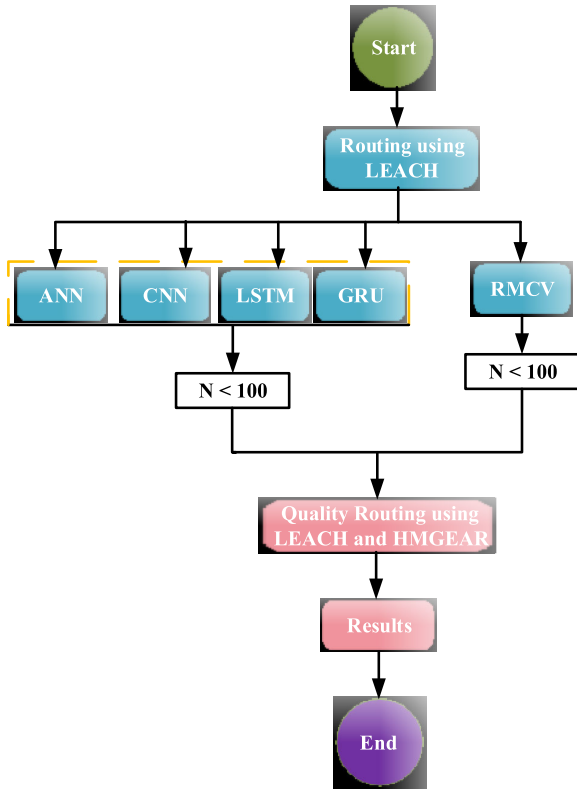 Start
Routing using
LEACH
ANN
CNN
LSTM
GRU
RMCV
N < 100
N < 100
Quality Routing using
LEACH and HMGEAR
Results
End